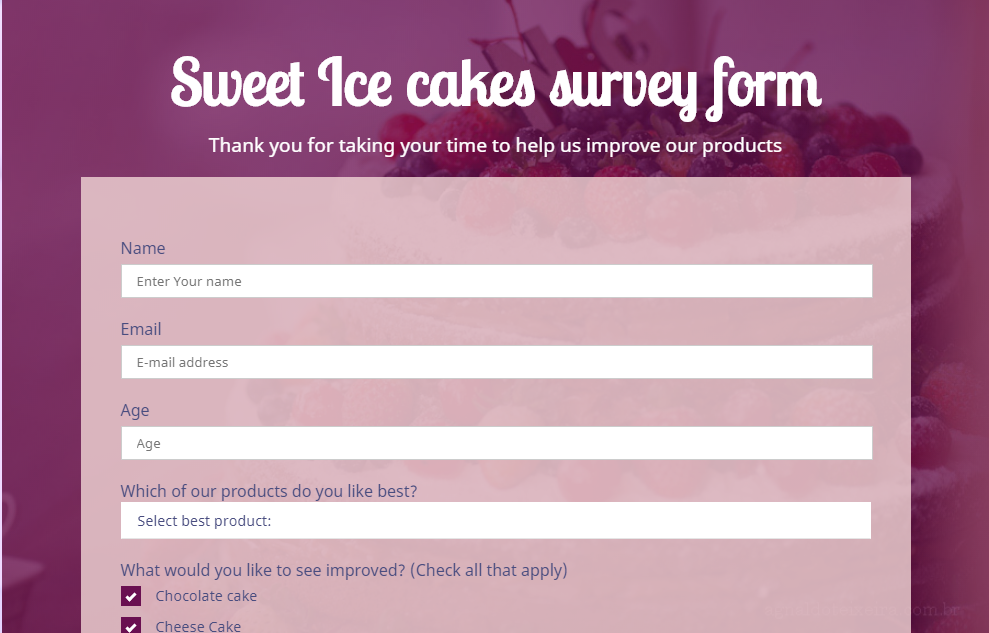 Sweet Ice cakes survey form
Thank you for taking your time to help us improve our products
Name
Enter Your name
Email
E-mail address
Age
Age
Which of our products do you like best?
Select best product:
What would you like to see improved? (Check all that apply)
Chocolate cake
Cheese Cake